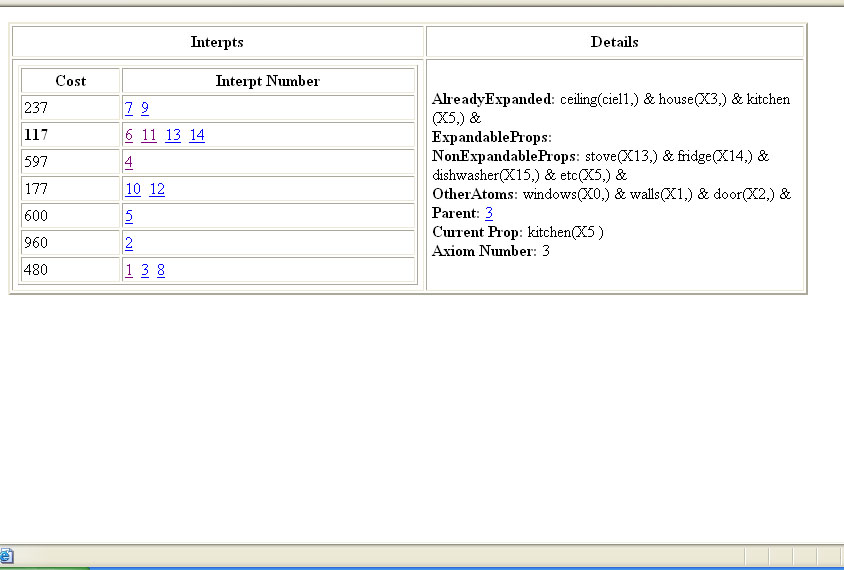 Interpts Details
Cost Interpt Number
237 7 9
117 6 11 13 14
597 4
177 10 12
600 5
960 2
480 1 3 8
AlreadyExpanded: ceiling(ciel1,) & house(X3,) & kitchen
(X5,) &
ExpandableProps:
NonExpandableProps: stove(X13,) & fridge(X14,) &
dishwasher(X15,) & etc(X5,) &
OtherAtoms: windows(X0,) & walls(X1,) & door(X2,) &
Parent: 3
Current Prop: kitchen(X5 )
Axiom Number: 3